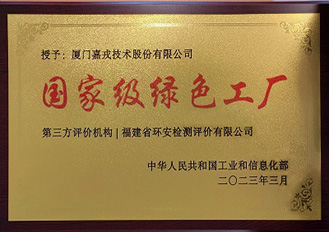 授予：厦门嘉戎技术股份有限公司
国家级绿色工厂
第三方评价机构 | 福建省环安检测评价有限公司
中华人民共和国工业和信息化部
二〇二三年三月